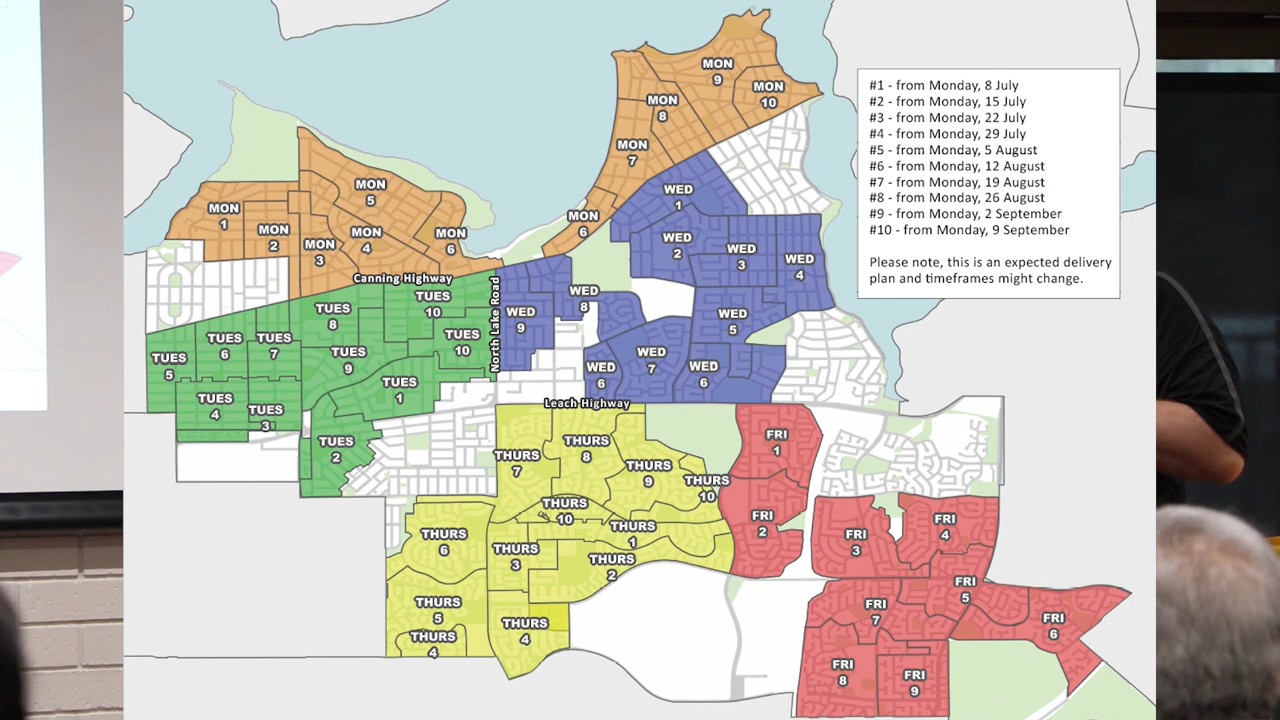 MON
9
MON
10
MON
8
MON
7
MON
6
MON
5
MON
1
MON
2
MON
3
MON
4
MON
6
Canning Highway
North Lake Road
Leach Highway
WED
1
WED
2
WED
3
WED
4
WED
8
WED
9
WED
5
WED
6
WED
7
WED
6
TUES
10
TUES
8
TUES
6
TUES
7
TUES
10
TUES
5
TUES
9
TUES
1
TUES
4
TUES
3
TUES
2
THURS
7
THURS
8
THURS
9
THURS
10
THURS
10
THURS
1
THURS
6
THURS
3
THURS
2
THURS
5
THURS
4
THURS
4
FRI
1
FRI
2
FRI
3
FRI
4
FRI
5
FRI
7
FRI
6
FRI
8
FRI
9
#1 - from Monday, 8 July
#2 - from Monday, 15 July
#3 - from Monday, 22 July
#4 - from Monday, 29 July
#5 - from Monday, 5 August
#6 - from Monday, 12 August
#7 - from Monday, 19 August
#8 - from Monday, 26 August
#9 - from Monday, 2 September
#10 - from Monday, 9 September
Please note, this is an expected delivery
plan and timeframes might change.